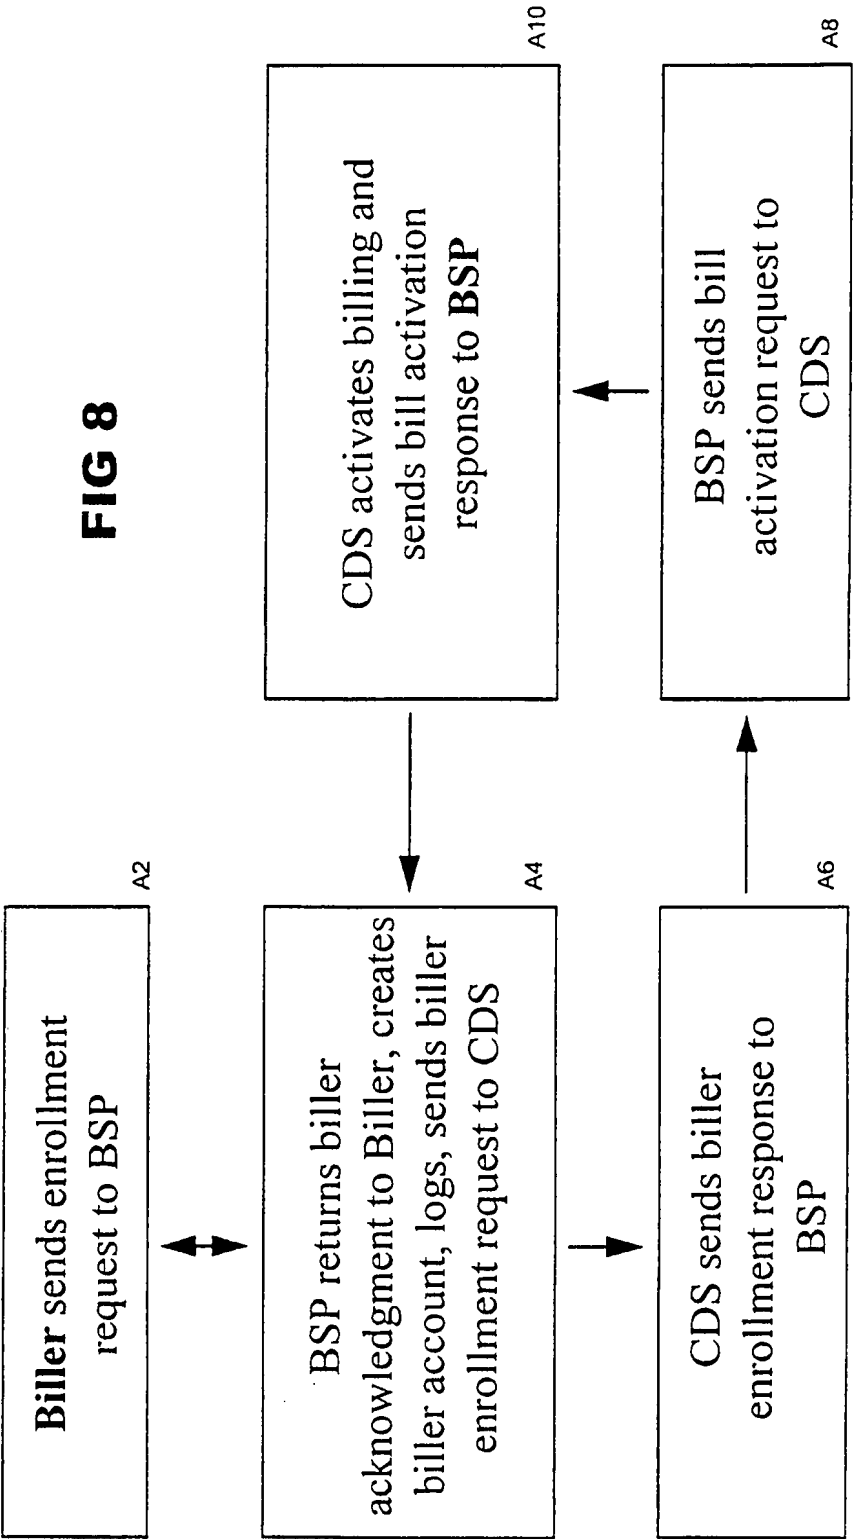 FIG 8
Biller sends enrollment
request to BSP
A2
BSP returns biller
acknowledgment to Biller, creates
biller account, logs, sends biller
enrollment request to CDS
A4
CDS sends biller
enrollment response to
BSP
A6
BSP sends bill
activation request to
CDS
A8
CDS activates billing and
sends bill activation
response to BSP
A10